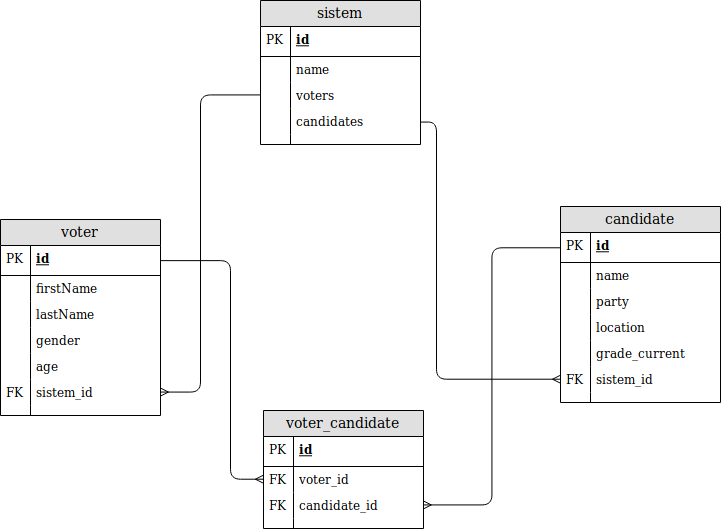 sistem
PK id
name
voters
candidates
voter
PK id
firstName
lastName
gender
age
FK sistem_id
candidate
PK id
name
party
location
grade_current
FK sistem_id
voter_candidate
PK id
FK voter_id
FK candidate_id